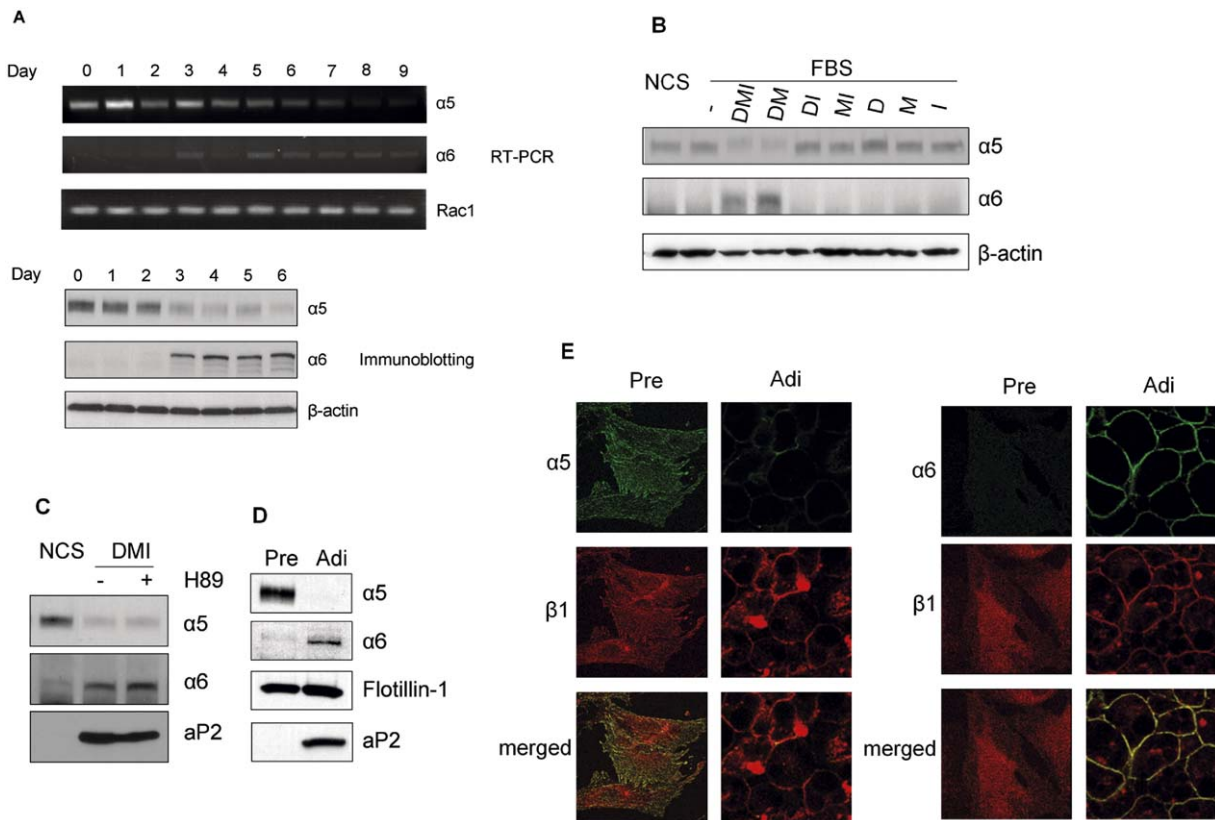 A
Day 0 1 2 3 4 5 6 7 8 9
α5
α6 RT-PCR
Rac1
Day 0 1 2 3 4 5 6
α5
α6 Immunoblotting
β-actin
B
NCS FBS
- DMI DM DI MI D M I
α5
α6
β-actin
C
NCS DMI
- + H89
α5
α6
aP2
D
Pre Adi
α5
α6
Flotillin-1
aP2
E
Pre Adi
α5
β1
merged
Pre Adi
α6
β1
merged